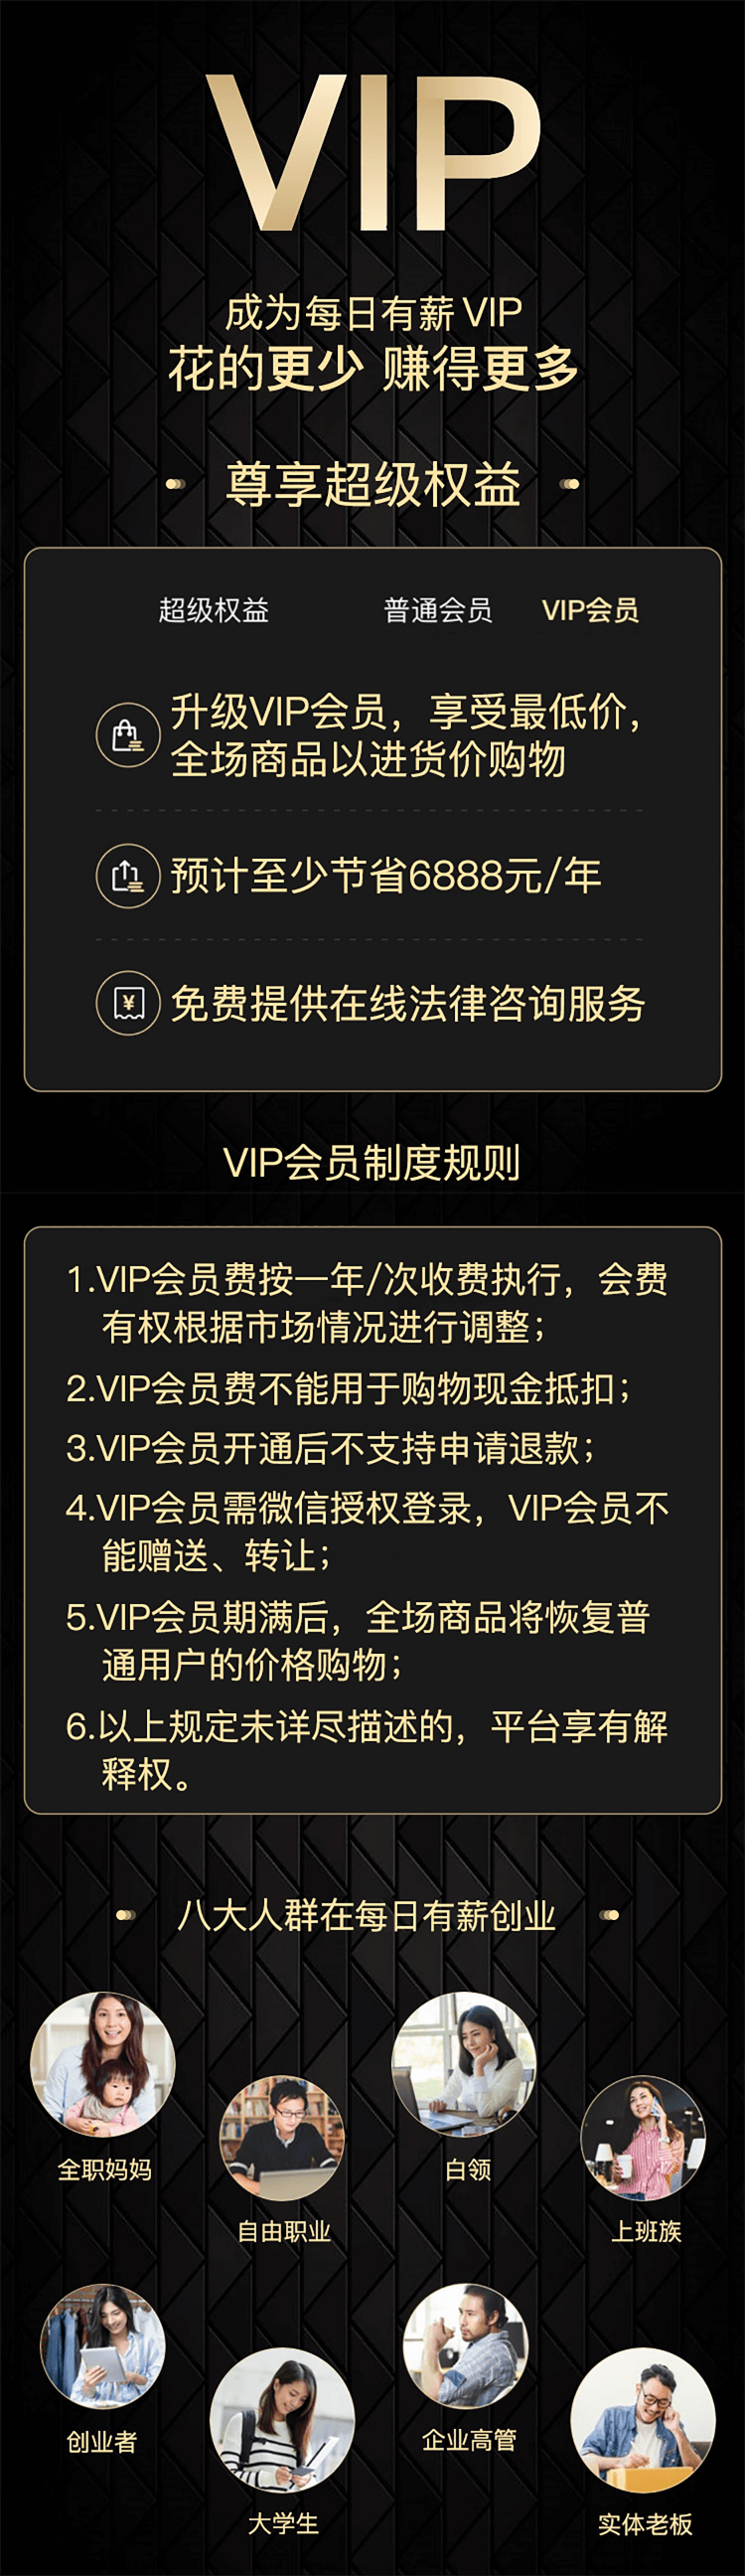 VIP
成为每日有薪VIP
花的更少 赚得更多
尊享超级权益
超级权益 普通会员 VIP会员
升级VIP会员，享受最低价，
全场商品以进货价购物
预计至少节省6888元/年
免费提供在线法律咨询服务
VIP会员制度规则
1.VIP会员费按一年/次收费执行，会费
有权根据市场情况进行调整；
2.VIP会员费不能用于购物现金抵扣；
3.VIP会员开通后不支持申请退款；
4.VIP会员需微信授权登录，VIP会员不
能赠送、转让；
5.VIP会员期满后，全场商品将恢复普
通用户的价格购物；
6.以上规定未详尽描述的，平台享有解
释权。
八大人群在每日有薪创业
全职妈妈
白领
自由职业
上班族
创业者
企业高管
大学生
实体老板